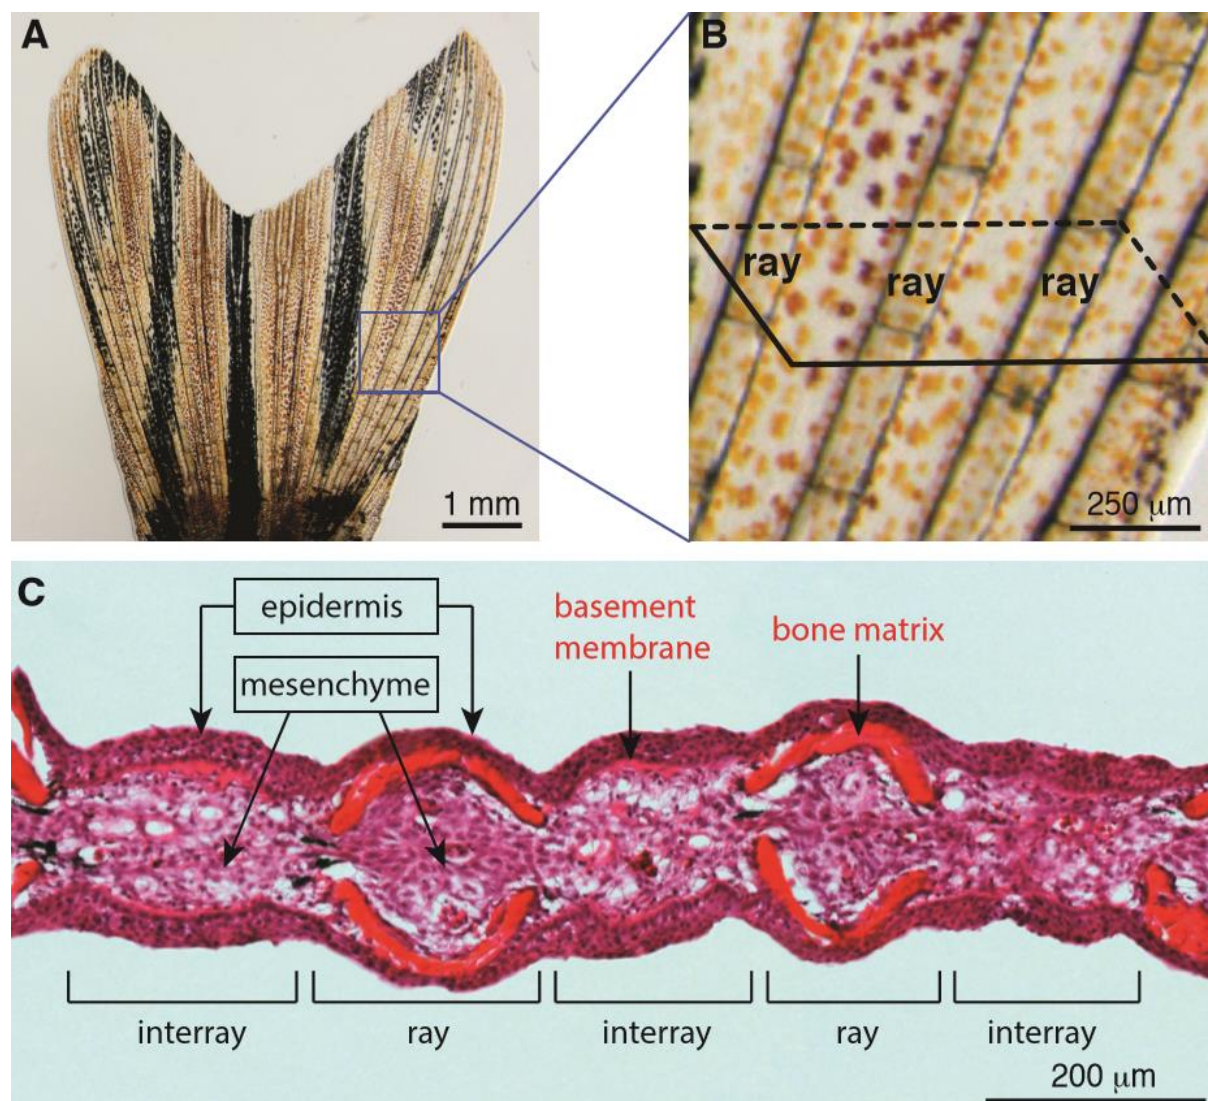 A
B
ray
ray
ray
1 mm
250 μm
C
epidermis
mesenchyme
basement
membrane
bone matrix
interray
ray
interray
ray
interray
200 μm